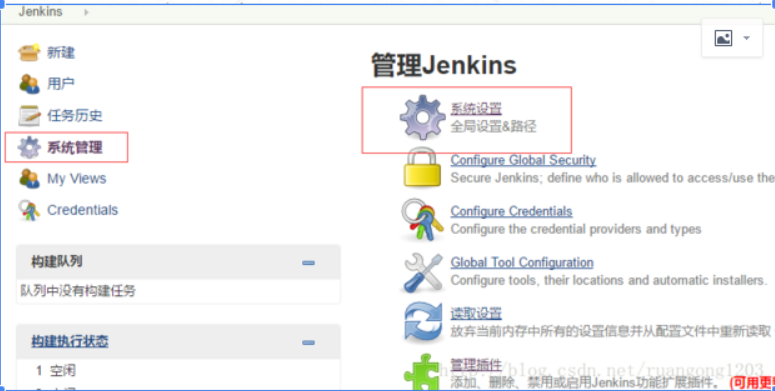 Jenkins
新建
用户
任务历史
系统管理
My Views
Credentials
构建队列
队列中没有构建任务
构建执行状态
1 空闲
管理Jenkins
系统设置
全局设置&路径
Configure Global Security
Secure Jenkins; define who is allowed to access/use the
Configure Credentials
Configure the credential providers and types
Global Tool Configuration
Configure tools, their locations and automatic installers.
读取设置
放弃当前内存中所有的设置信息并从配置文件中重新读取
管理插件
http://blog.csdn.net/ruangong1203
添加、删除、禁用或启用Jenkins功能扩展插件。 (可用更